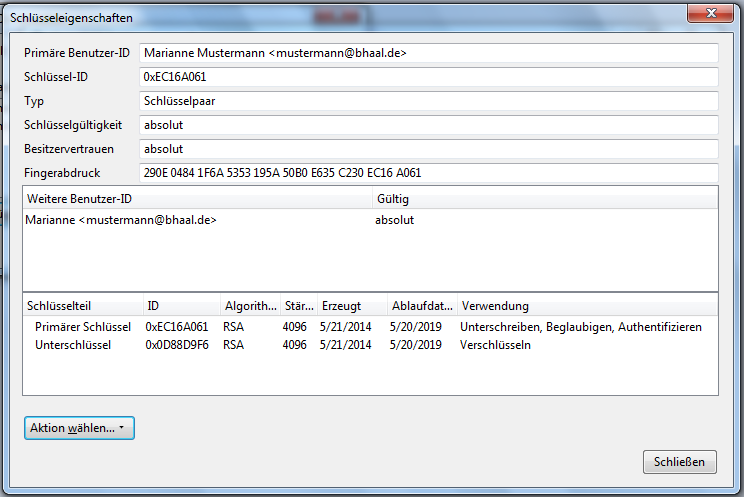 Schlüsseleigenschaften
Primäre Benutzer-ID Marianne Mustermann <mustermann@bhaal.de>
Schlüssel-ID 0xEC16A061
Typ Schlüsselpaar
Schlüsselgültigkeit absolut
Besitzervertrauen absolut
Fingerabdruck 290E 0484 1F6A 5353 195A 50B0 E635 C230 EC16 A061
Weitere Benutzer-ID Gültig
Marianne <mustermann@bhaal.de> absolut
Schlüsselteil ID Algorith... Stär... Erzeugt Ablaufdat... Verwendung
Primärer Schlüssel 0xEC16A061 RSA 4096 5/21/2014 5/20/2019 Unterschreiben, Beglaubigen, Authentifizieren
Unterschlüssel 0x0D88D9F6 RSA 4096 5/21/2014 5/20/2019 Verschlüsseln
Aktion wählen...
Schließen